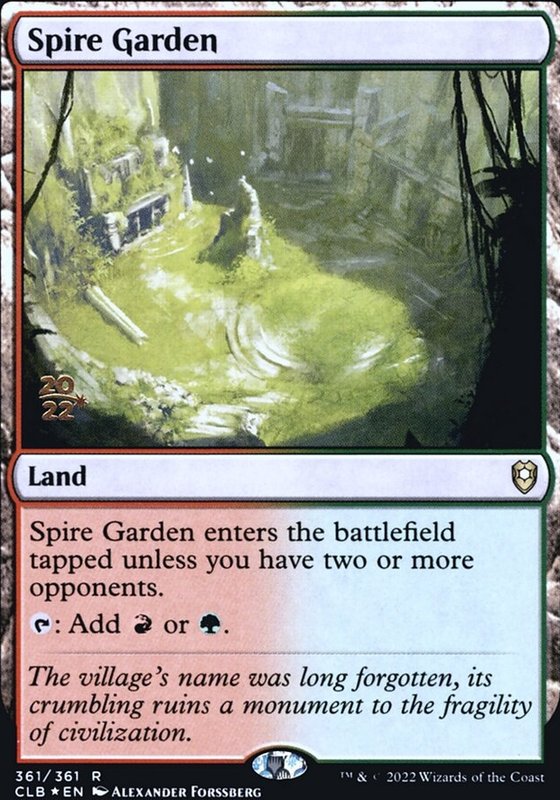 Spire Garden
20
22
Land
Spire Garden enters the battlefield
tapped unless you have two or more
opponents.
: Add or .
The village's name was long forgotten, its
crumbling ruins a monument to the fragility
of civilization.
361/361 R
CLB★EN Alexander Forssberg
™ & © 2022 Wizards of the Coast